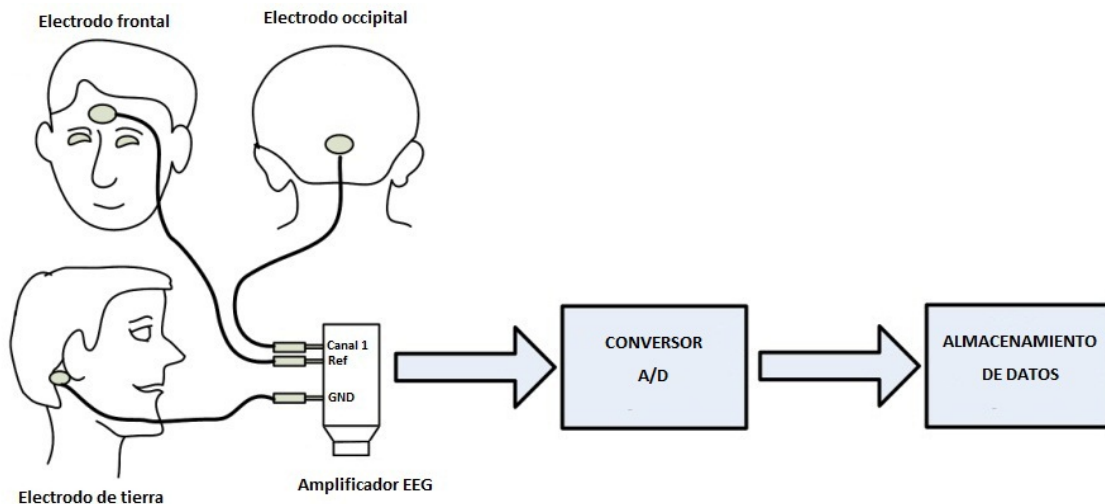 Electrodo frontal
Electrodo occipital
Canal 1
Ref
GND
Electrodo de tierra
Amplificador EEG
CONVERSOR
A/D
ALMACENAMIENTO
DE DATOS